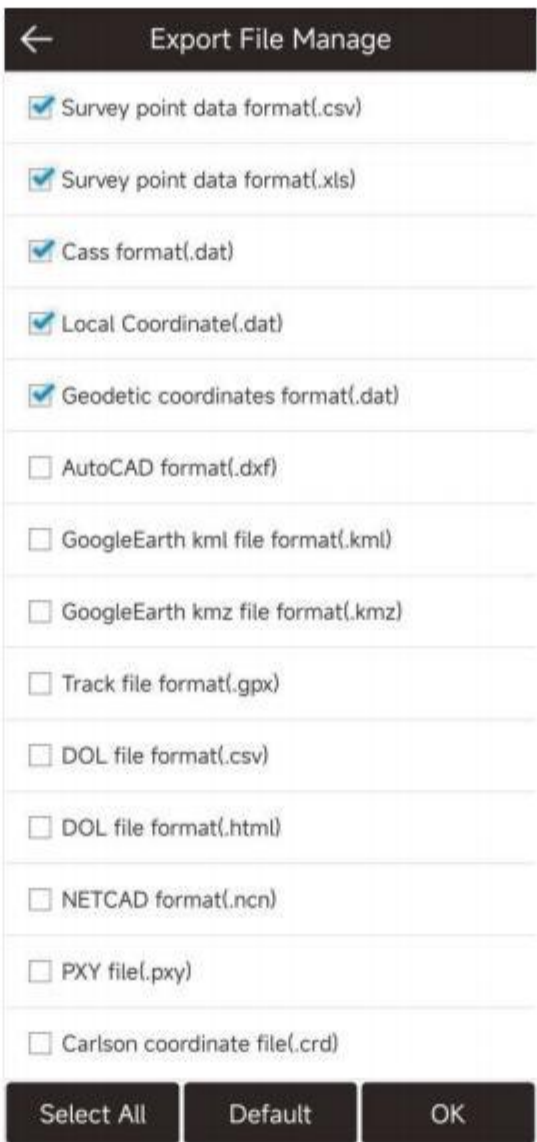 Export File Manage
Survey point data format(.csv)
Survey point data format(.xls)
Cass format(.dat)
Local Coordinate(.dat)
Geodetic coordinates format(.dat)
AutoCAD format(.dxf)
GoogleEarth kml file format(.kml)
GoogleEarth kmz file format(.kmz)
Track file format(.gpx)
DOL file format(.csv)
DOL file format(.html)
NETCAD format(.ncn)
PXY file(.pxy)
Carlson coordinate file(.crd)
Select All Default OK